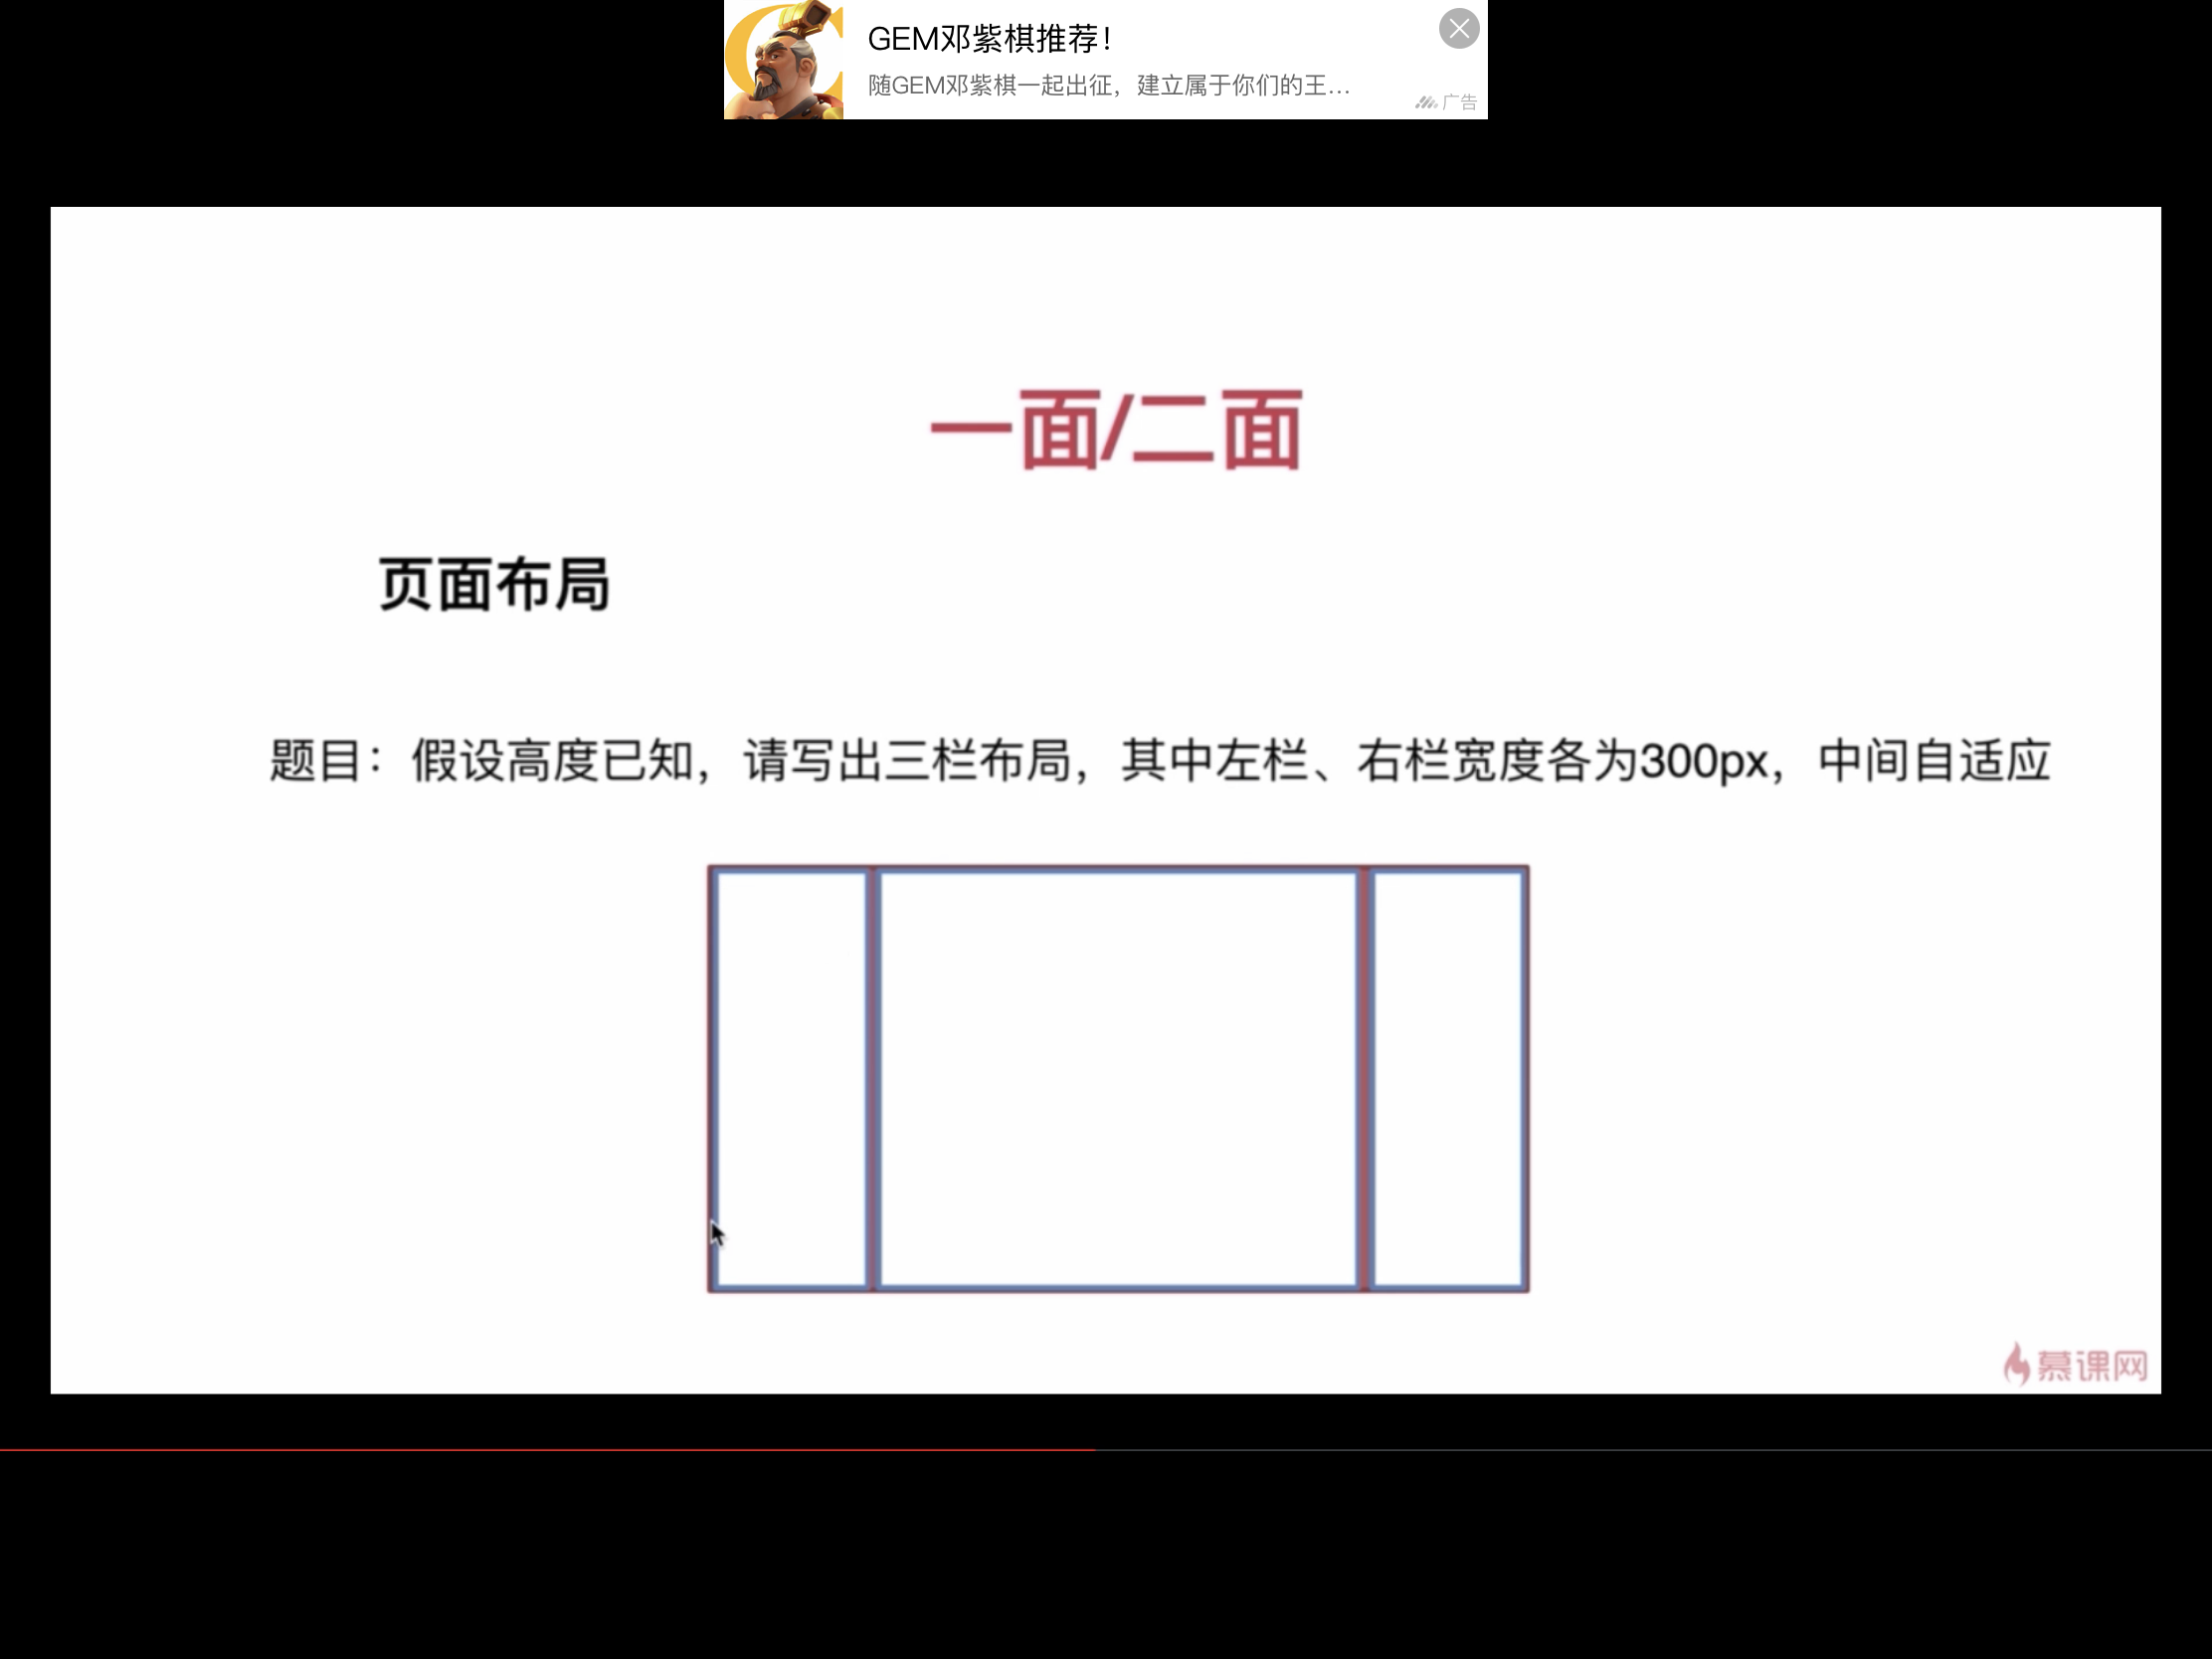 GEM邓紫棋推荐！
随GEM邓紫棋一起出征，建立属于你们的王...
广告
一面/二面
页面布局
题目：假设高度已知，请写出三栏布局，其中左栏、右栏宽度各为300px，中间自适应
慕课网